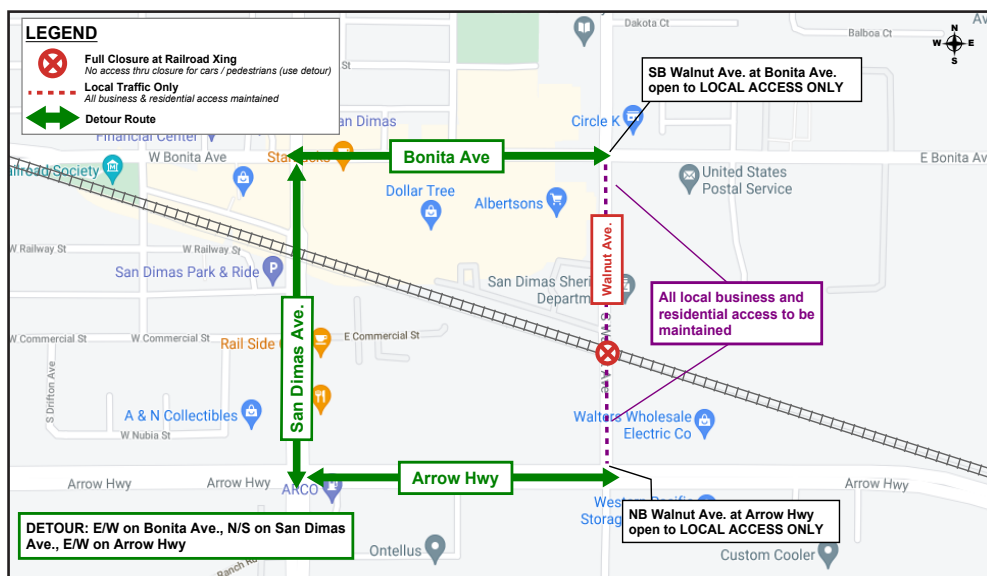 LEGEND
Full Closure at Railroad Xing
No access thru closure for cars / pedestrians (use detour)
Local Traffic Only
All business & residential access maintained
Detour Route
Dakota Ct
Balboa Ct
Av
N
W E
S
SB Walnut Ave. at Bonita Ave.
open to LOCAL ACCESS ONLY
Financial Center
San Dimas
Circle K
W Bonita Ave
Starbucks
Bonita Ave
E Bonita Ave
ailroad Society
Dollar Tree
Albertsons
United States
Postal Service
W Railway St
W Railway St
San Dimas Park & Ride
San Dimas Sheri
Department
Walnut Ave.
All local business and
residential access to be
maintained
San Dimas Ave.
W Commercial St
W Commercial St
E Commercial St
Rail Side
Ave
S Drifton Ave
A & N Collectibles
W Nubia St
Walters Wholesale
Electric Co
Arrow Hwy
Arrow Hwy
Arrow Hwy
Arrow Hwy
ARCO
Western Pacific
Storag
NB Walnut Ave. at Arrow Hwy
open to LOCAL ACCESS ONLY
DETOUR: E/W on Bonita Ave., N/S on San Dimas
Ave., E/W on Arrow Hwy
Ranch Rd
Ontellus
Custom Cooler